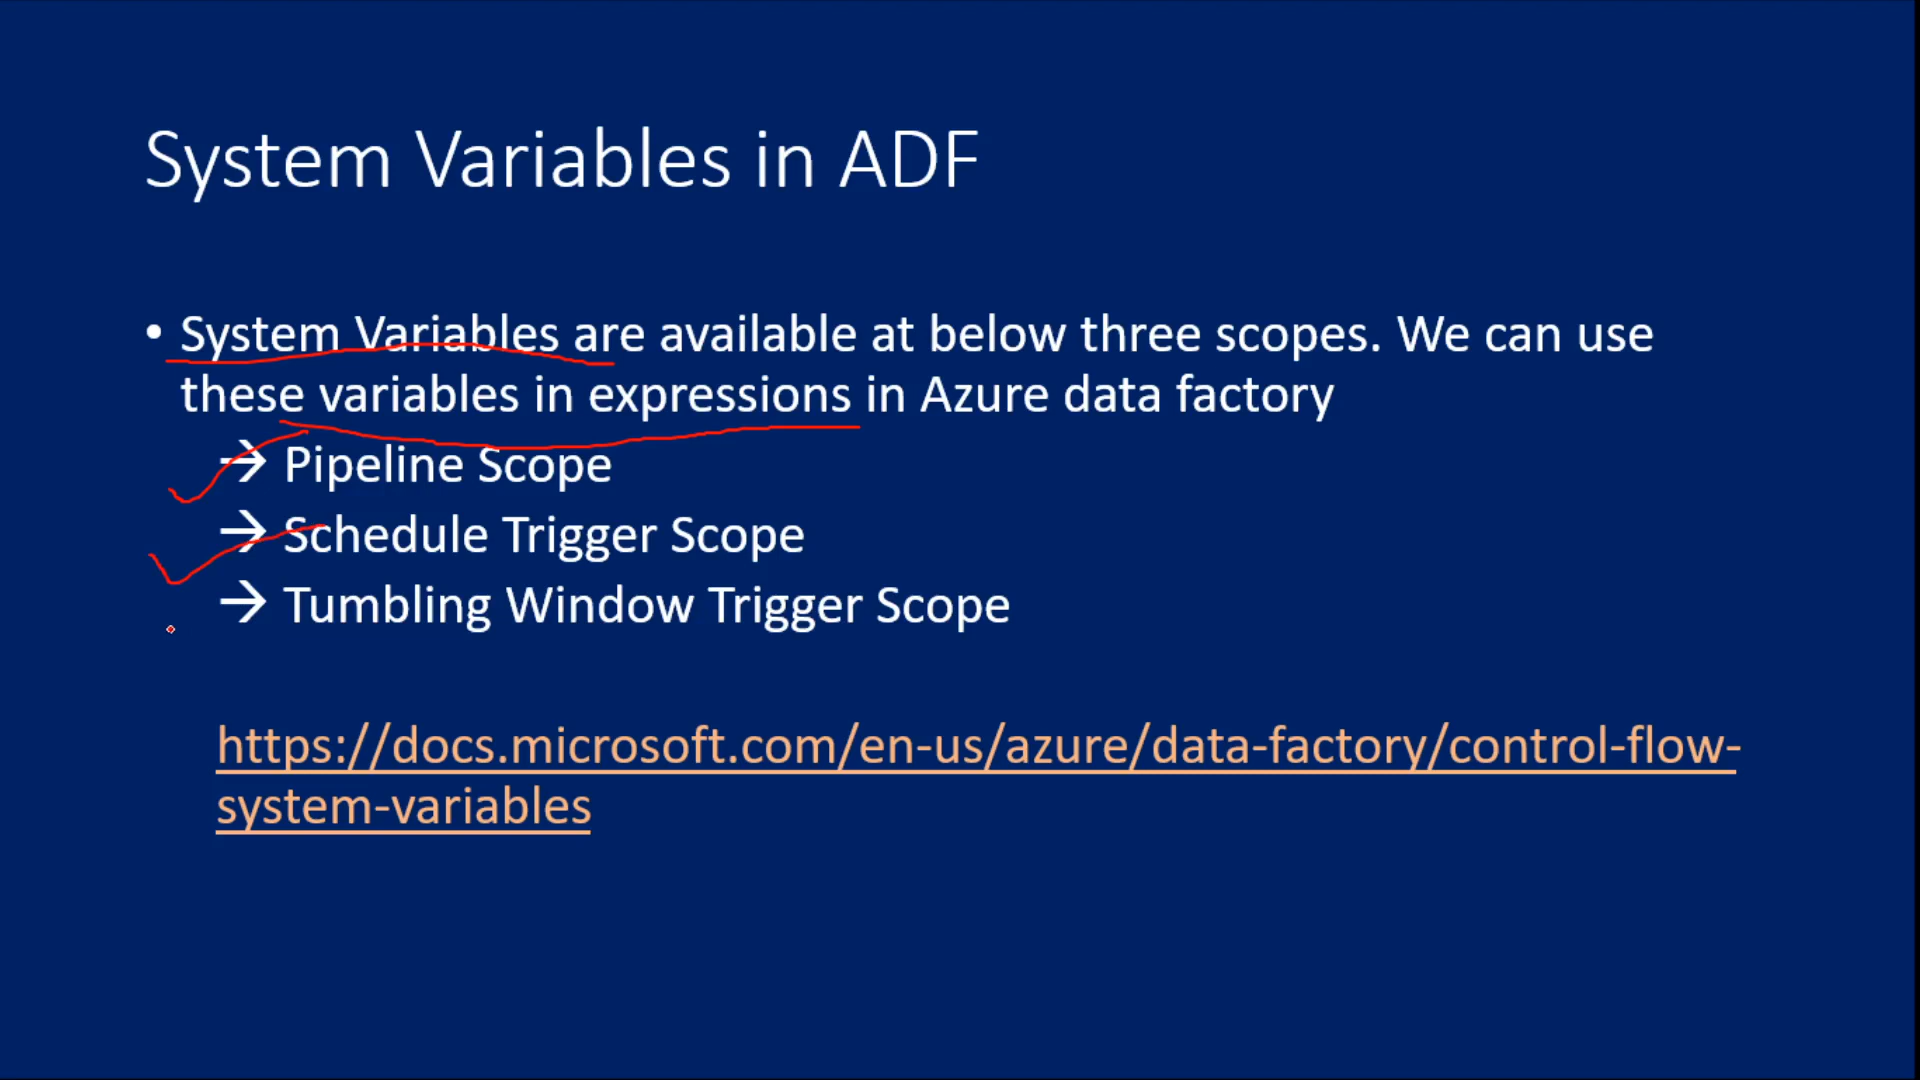 System Variables in ADF
• System Variables are available at below three scopes. We can use
these variables in expressions in Azure data factory
→ Pipeline Scope
→ Schedule Trigger Scope
→ Tumbling Window Trigger Scope
https://docs.microsoft.com/en-us/azure/data-factory/control-flow-
system-variables